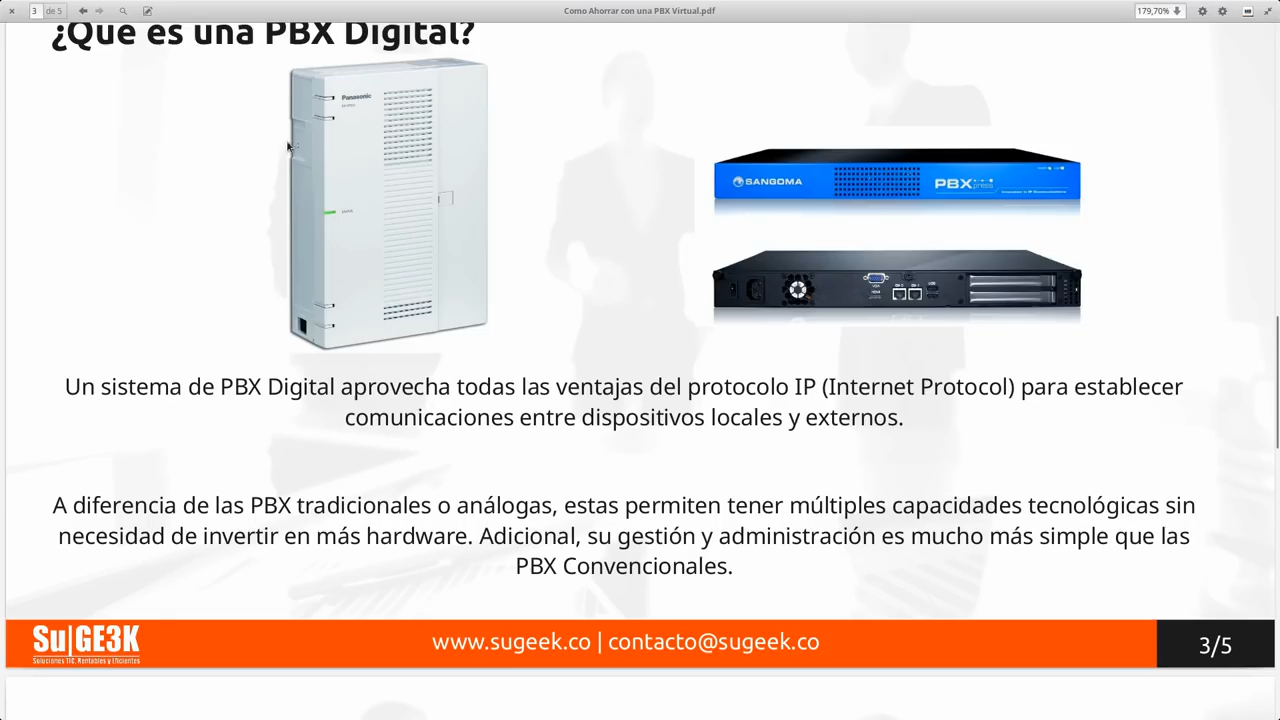 3 de 5
Como Ahorrar con una PBX Virtual.pdf
179,70%
¿Qué es una PBX Digital?
Panasonic
SANGOMA
PBXpress
Un sistema de PBX Digital aprovecha todas las ventajas del protocolo IP (Internet Protocol) para establecer
comunicaciones entre dispositivos locales y externos.
A diferencia de las PBX tradicionales o análogas, estas permiten tener múltiples capacidades tecnológicas sin
necesidad de invertir en más hardware. Adicional, su gestión y administración es mucho más simple que las
PBX Convencionales.
Su|GE3K
Soluciones TIC, Rentables y Eficientes
www.sugeek.co | contacto@sugeek.co
3/5